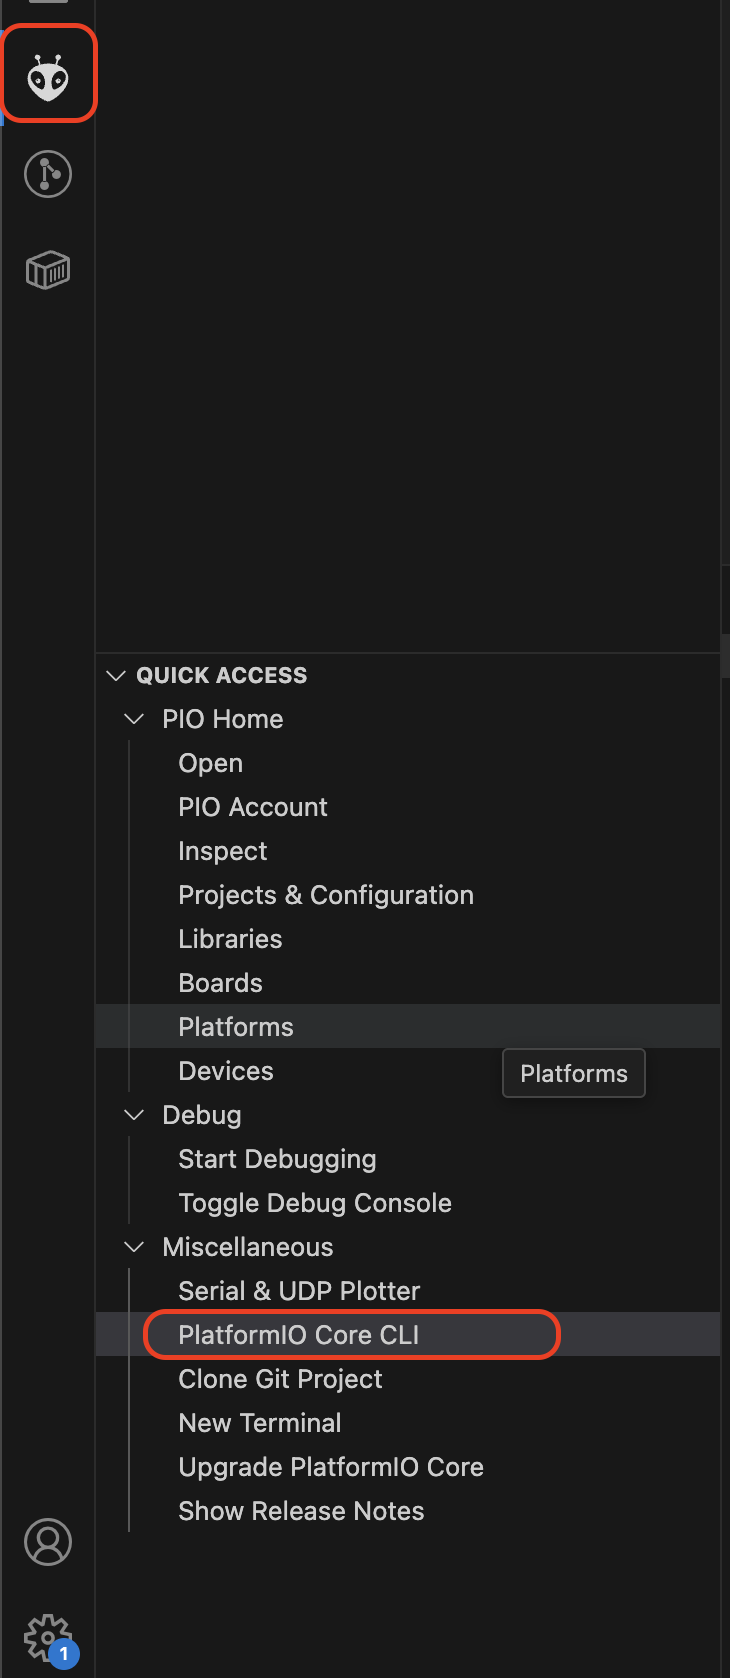 QUICK ACCESS
PIO Home
Open
PIO Account
Inspect
Projects & Configuration
Libraries
Boards
Platforms
Devices
Platforms
Debug
Start Debugging
Toggle Debug Console
Miscellaneous
Serial & UDP Plotter
PlatformIO Core CLI
Clone Git Project
New Terminal
Upgrade PlatformIO Core
Show Release Notes
1